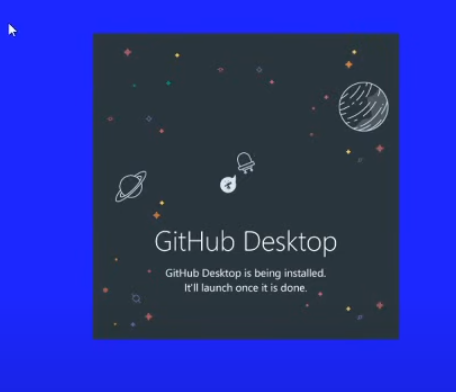 GitHub Desktop
GitHub Desktop is being installed.
It'll launch once it is done.